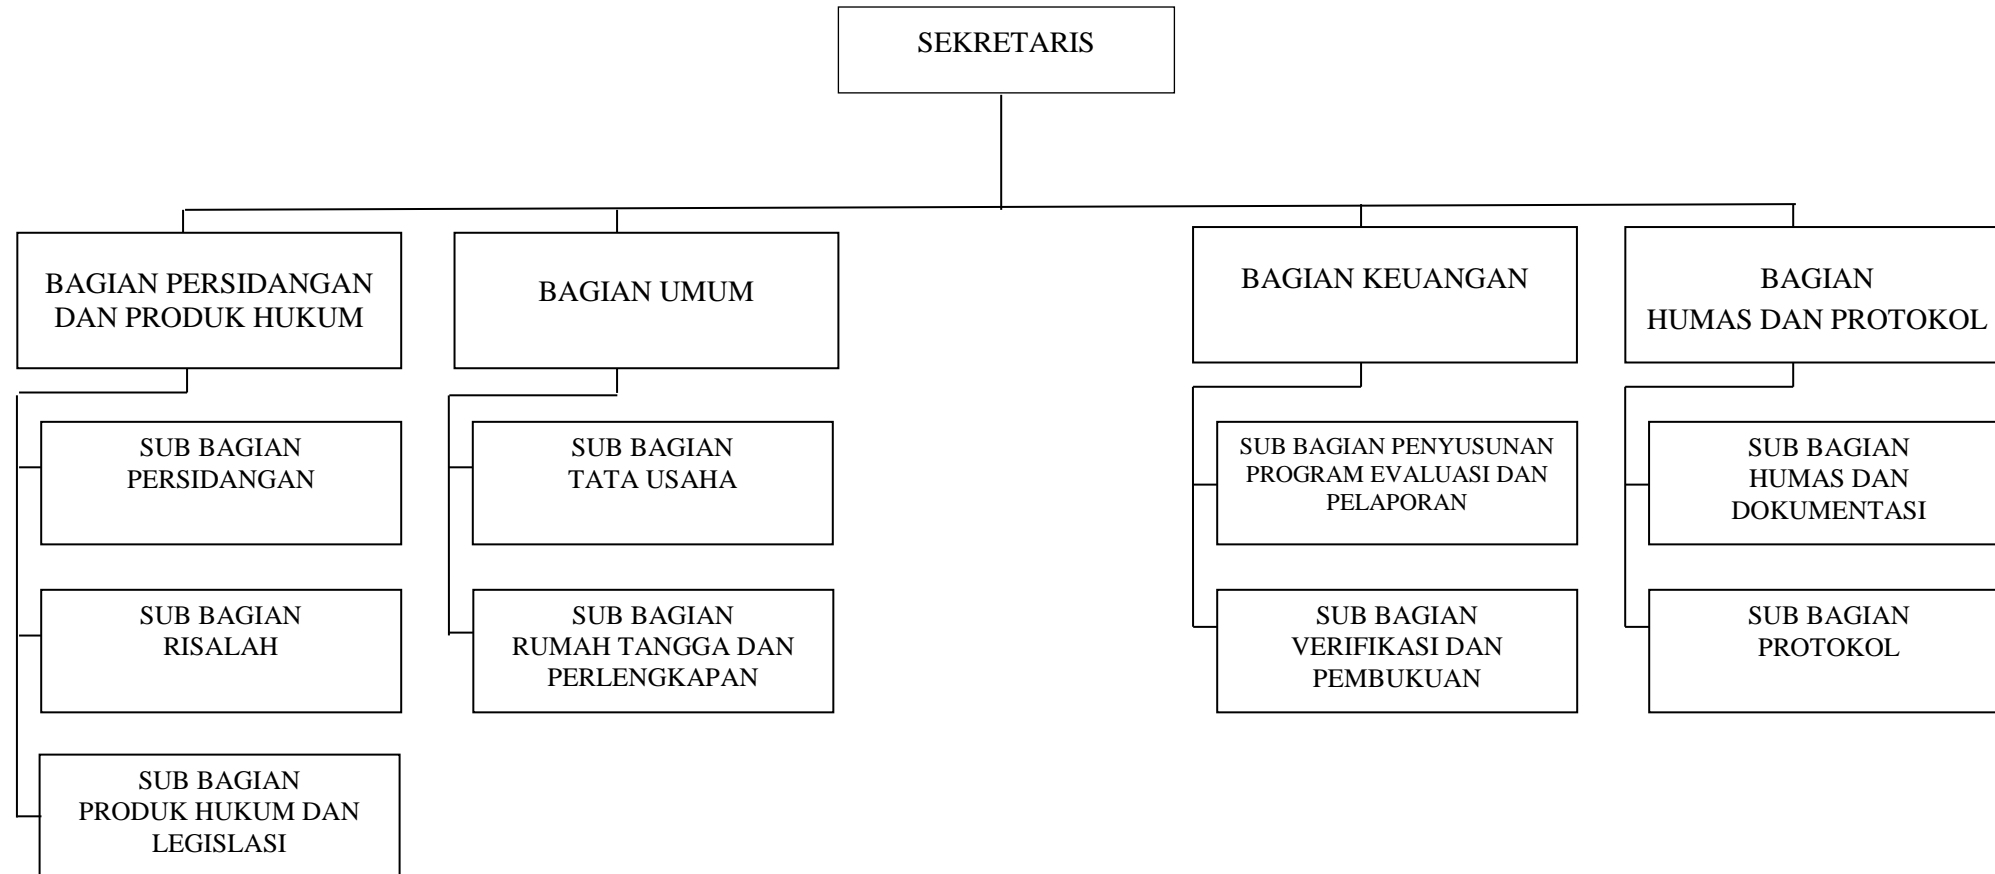 SEKRETARIS
BAGIAN PERSIDANGAN
DAN PRODUK HUKUM
BAGIAN UMUM
BAGIAN KEUANGAN
BAGIAN
HUMAS DAN PROTOKOL
SUB BAGIAN
PERSIDANGAN
SUB BAGIAN
TATA USAHA
SUB BAGIAN PENYUSUNAN
PROGRAM EVALUASI DAN
PELAPORAN
SUB BAGIAN
HUMAS DAN
DOKUMENTASI
SUB BAGIAN
RISALAH
SUB BAGIAN
RUMAH TANGGA DAN
PERLENGKAPAN
SUB BAGIAN
VERIFIKASI DAN
PEMBUKUAN
SUB BAGIAN
PROTOKOL
SUB BAGIAN
PRODUK HUKUM DAN
LEGISLASI